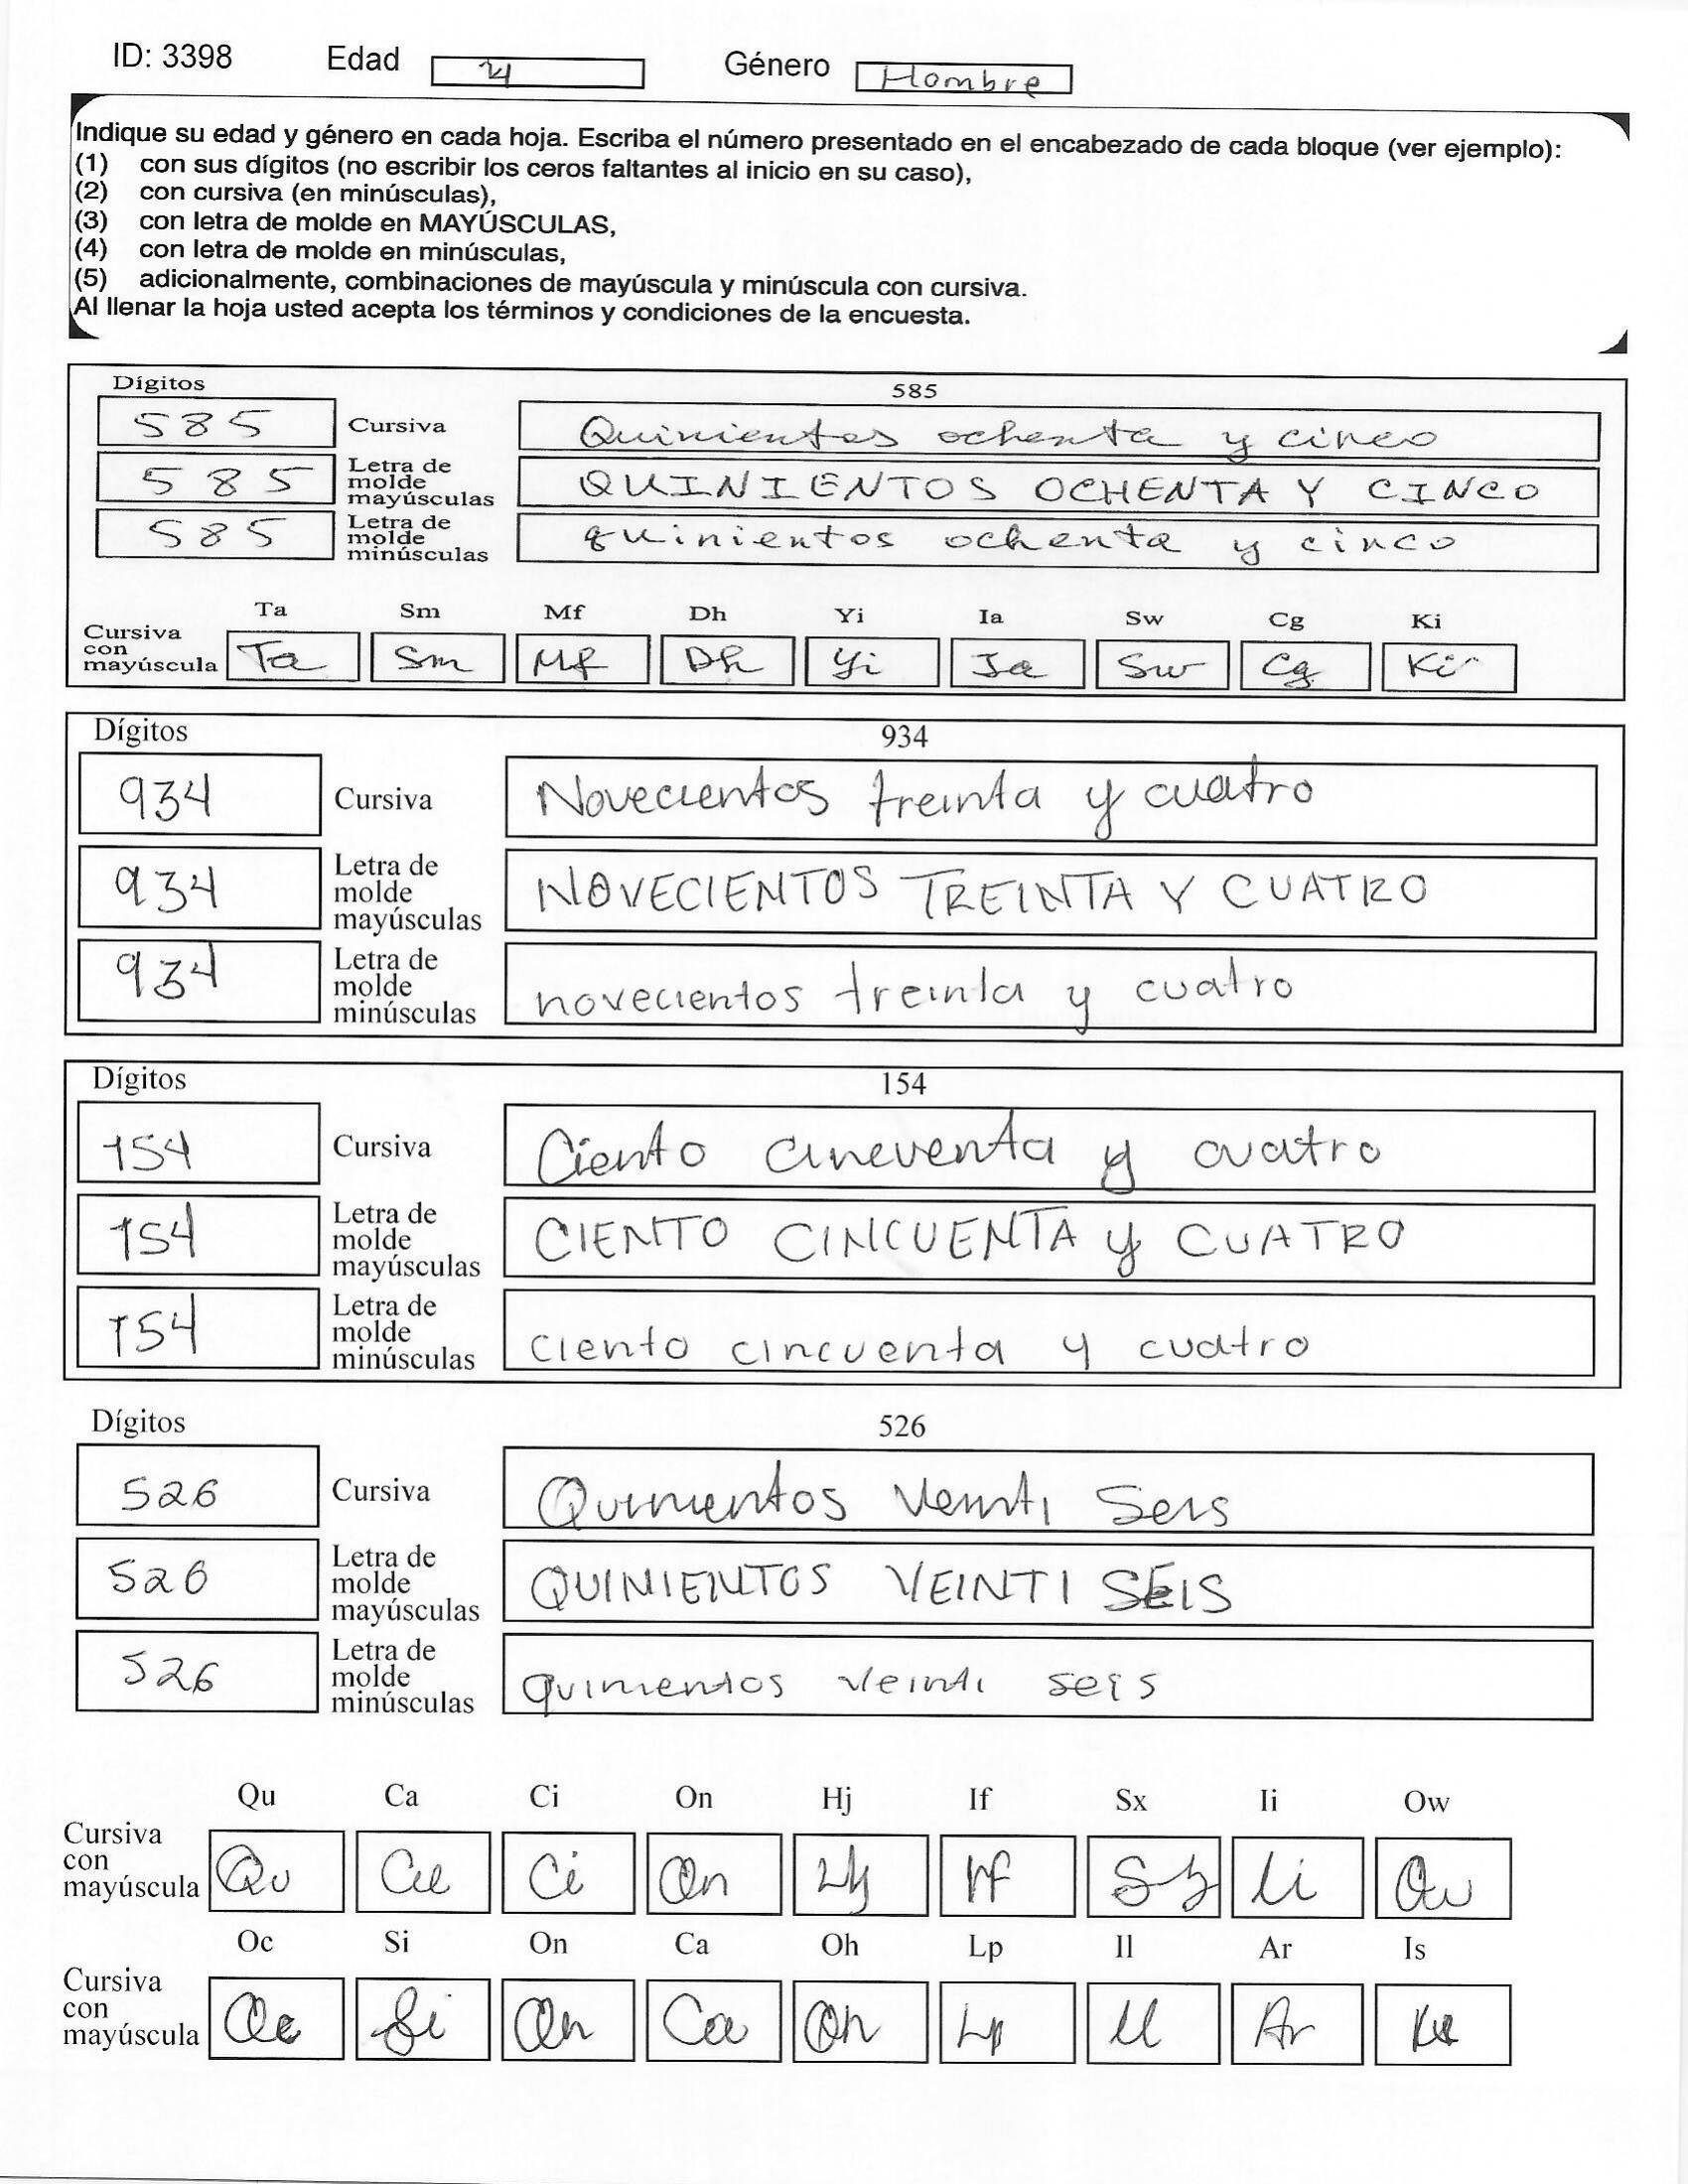 ID: 3398 Edad 24 Género Hombre
Indique su edad y género en cada hoja. Escriba el número presentado en el encabezado de cada bloque (ver ejemplo):
(1) con sus dígitos (no escribir los ceros faltantes al inicio en su caso),
(2) con cursiva (en minúsculas),
(3) con letra de molde en MAYÚSCULAS,
(4) con letra de molde en minúsculas,
(5) adicionalmente, combinaciones de mayúscula y minúscula con cursiva.
Al llenar la hoja usted acepta los términos y condiciones de la encuesta.
Dígitos 585
585 Cursiva Quinientos ochenta y cinco
585 Letra de molde mayúsculas QUINIENTOS OCHENTA Y CINCO
585 Letra de molde minúsculas quinientos ochenta y cinco
Ta Sm Mf Dh Yi Ia Sw Cg Ki
Cursiva con mayúscula Ta Sm Mf Dh Yi Ia Sw Cg Ki
Dígitos 934
934 Cursiva Novecientos treinta y cuatro
934 Letra de molde mayúsculas NOVECIENTOS TREINTA Y CUATRO
934 Letra de molde minúsculas novecientos treinta y cuatro
Dígitos 154
154 Cursiva Ciento cincuenta y cuatro
154 Letra de molde mayúsculas CIENTO CINCUENTA y CUATRO
154 Letra de molde minúsculas ciento cincuenta y cuatro
Dígitos 526
526 Cursiva Quinientos Veinti Seis
526 Letra de molde mayúsculas QUINIENTOS VEINTI SEIS
526 Letra de molde minúsculas quinientos veinti seis
Qu Ca Ci On Hj If Sx Ii Ow
Cursiva con mayúscula Qu Ca Ci On Hj If Sx Ii Ow
Oc Si On Ca Oh Lp Il Ar Is
Cursiva con mayúscula Oc Si On Ca Oh Lp Il Ar